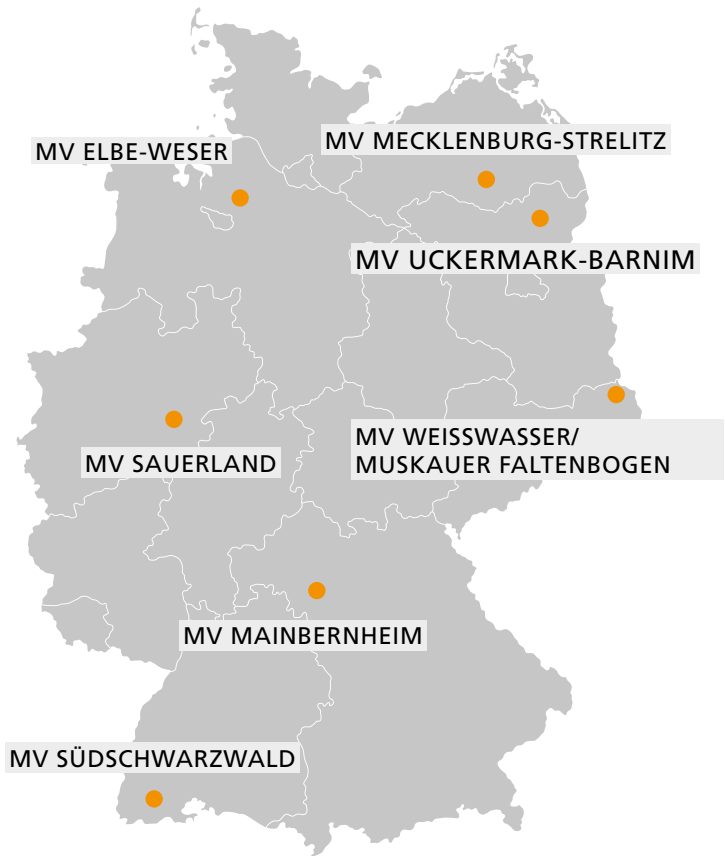 MV MECKLENBURG-STRELITZ
MV ELBE-WESER
MV UCKERMARK-BARNIM
MV WEISSWASSER/
MUSKAUER FALTENBOGEN
MV SAUERLAND
MV MAINBERNHEIM
MV SÜDSCHWARZWALD